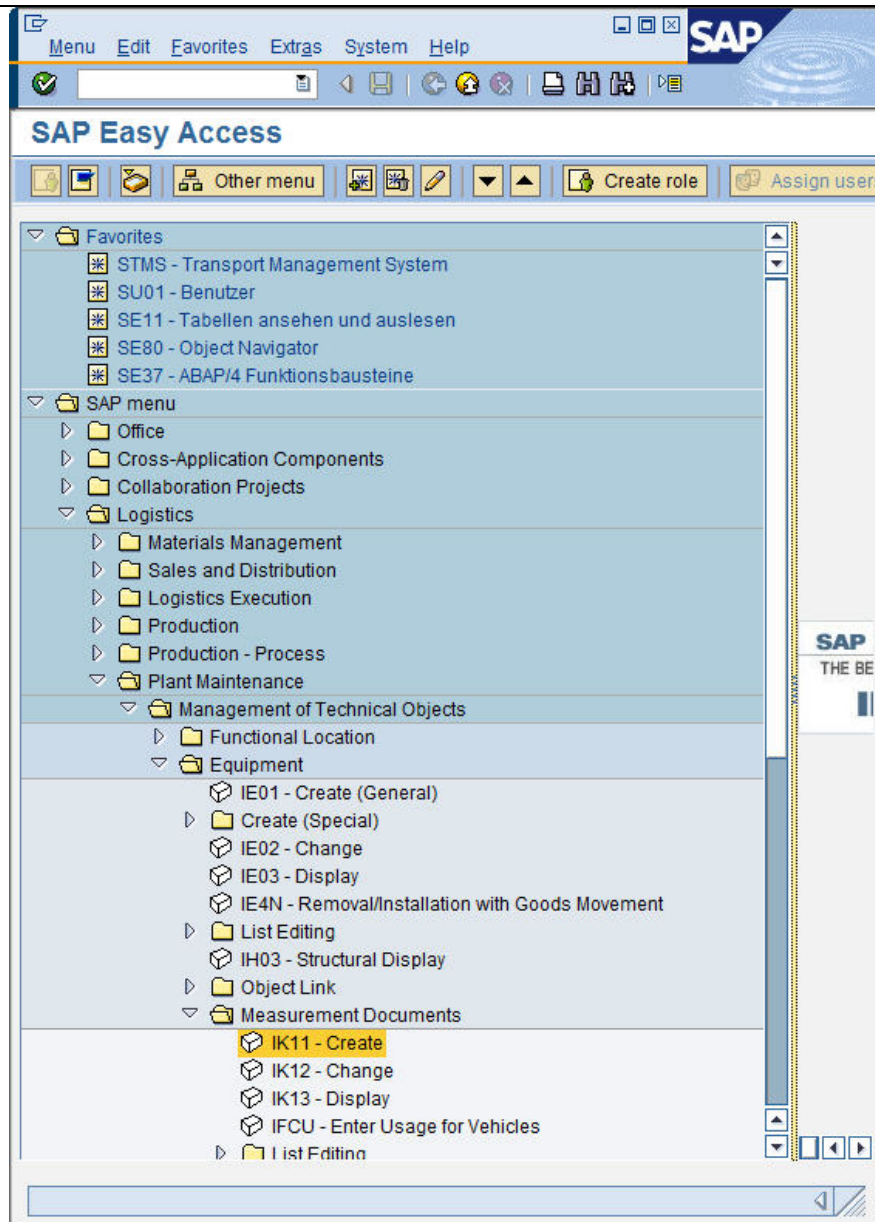 Menu Edit Favorites Extras System Help
SAP
SAP Easy Access
Other menu Create role Assign user
Favorites
STMS - Transport Management System
SU01 - Benutzer
SE11 - Tabellen ansehen und auslesen
SE80 - Object Navigator
SE37 - ABAP/4 Funktionsbausteine
SAP menu
Office
Cross-Application Components
Collaboration Projects
Logistics
Materials Management
Sales and Distribution
Logistics Execution
Production
Production - Process
SAP
Plant Maintenance
THE BE
Management of Technical Objects
Functional Location
Equipment
IE01 - Create (General)
Create (Special)
IE02 - Change
IE03 - Display
IE4N - Removal/Installation with Goods Movement
List Editing
IH03 - Structural Display
Object Link
Measurement Documents
IK11 - Create
IK12 - Change
IK13 - Display
IFCU - Enter Usage for Vehicles
List Editing